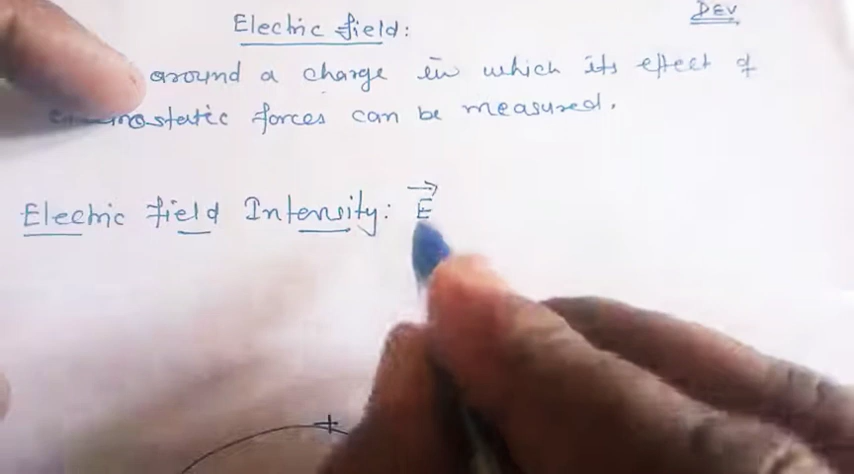 DEV
Electric field:
around a charge in which its effect of
static forces can be measured.
Electric field Intensity: E
+